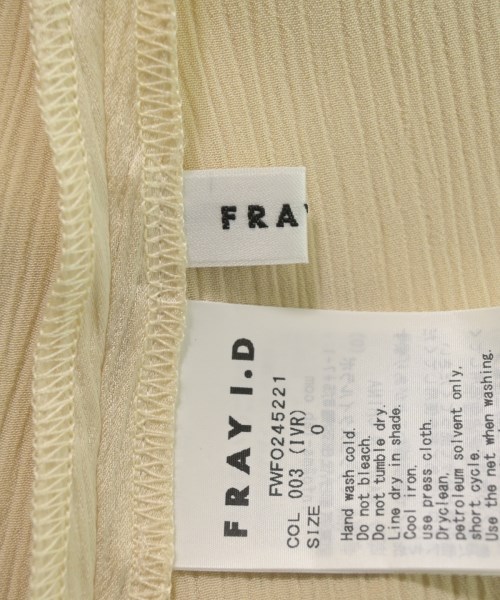 FRAY
FRAY I.D
FWFO245221
COL 003 (IVR)
SIZE 0
Hand wash cold.
Do not bleach.
Do not tumble dry.
Line dry in shade.
Cool iron.
use press cloth.
Dryclean,
petroleum solvent only,
short cycle.
Use the net when washing.